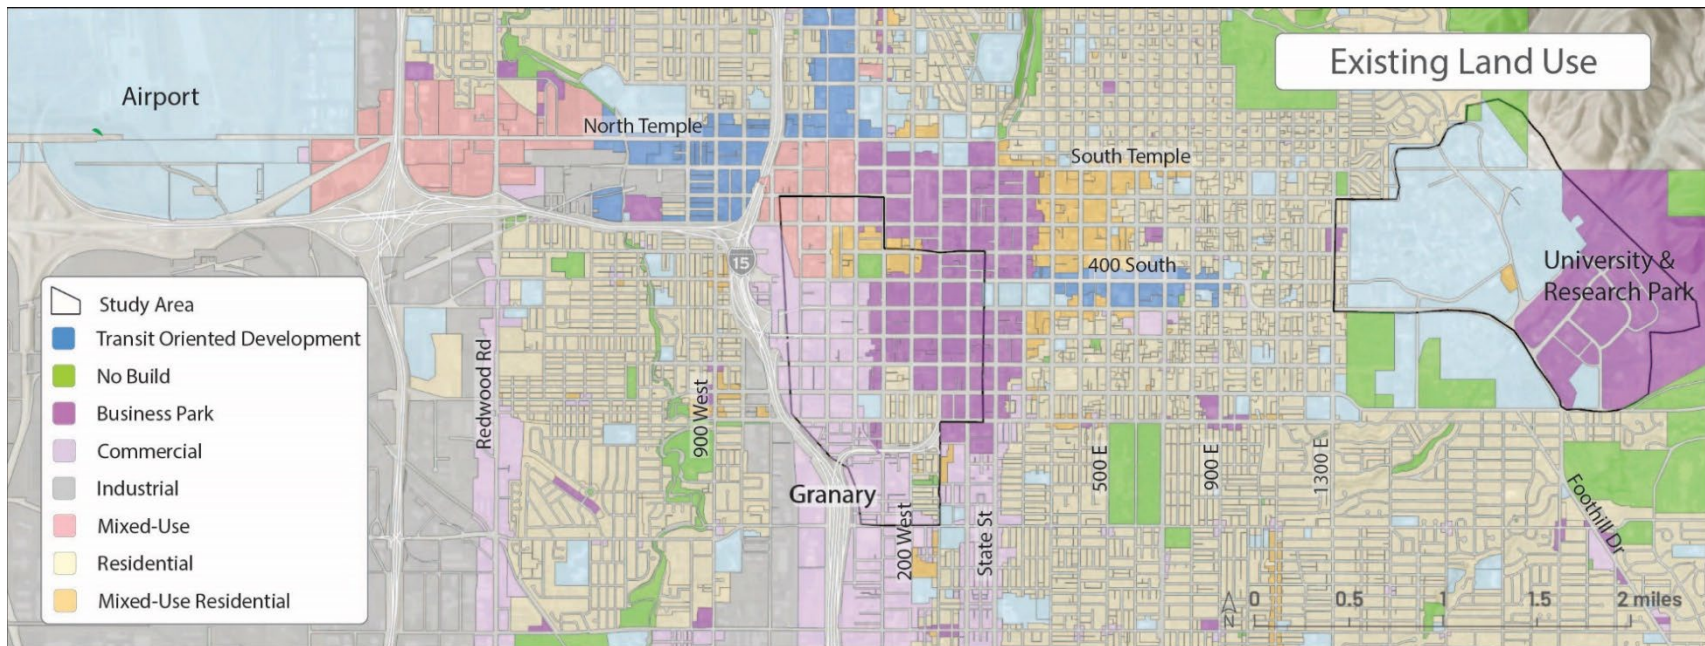 Existing Land Use
Airport
North Temple
South Temple
15
400 South
University &
Research Park
Study Area
Transit Oriented Development
No Build
Business Park
Commercial
Industrial
Mixed-Use
Residential
Mixed-Use Residential
Redwood Rd
900 West
Granary
200 West
State St
500 E
900 E
1300 E
Foothill Dr
N
0 0.5 1 1.5 2 miles